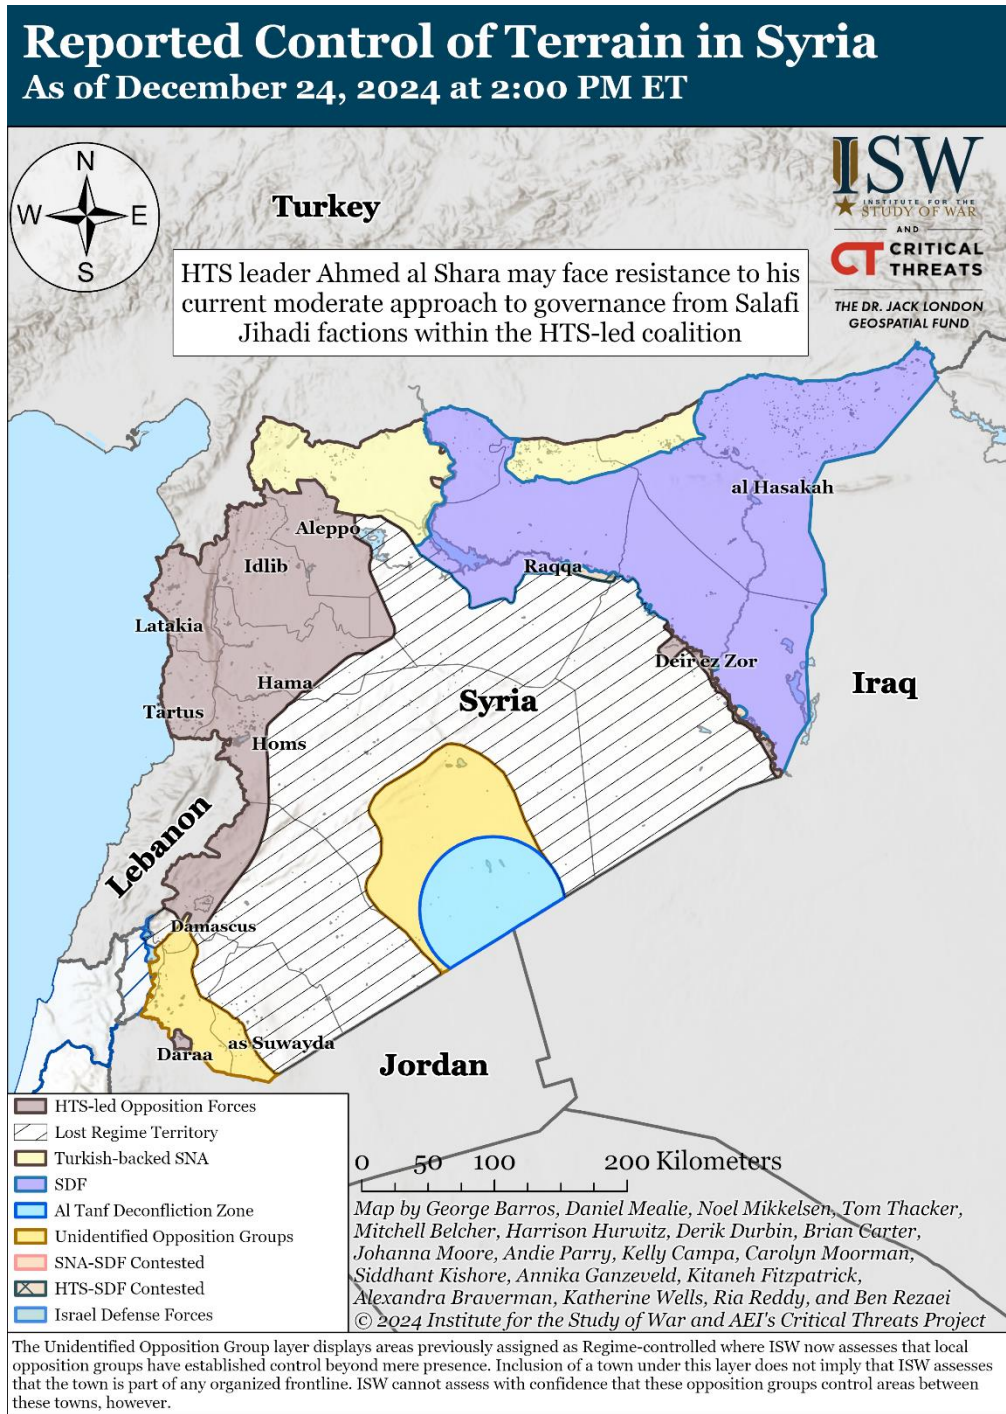 Reported Control of Terrain in Syria
As of December 24, 2024 at 2:00 PM ET
N
W
E
S
Turkey
ISW
INSTITUTE FOR THE
STUDY OF WAR
AND
CT CRITICAL
THREATS
THE DR. JACK LONDON
GEOSPATIAL FUND
HTS leader Ahmed al Shara may face resistance to his
current moderate approach to governance from Salafi
Jihadi factions within the HTS-led coalition
al Hasakah
Aleppo
Idlib
Raqqa
Latakia
Deir ez Zor
Iraq
Hama
Syria
Tartus
Homs
Lebanon
Damascus
as Suwayda
Daraa
Jordan
HTS-led Opposition Forces
Lost Regime Territory
Turkish-backed SNA
SDF
Al Tanf Deconfliction Zone
Unidentified Opposition Groups
SNA-SDF Contested
HTS-SDF Contested
Israel Defense Forces
0 50 100 200 Kilometers
Map by George Barros, Daniel Mealie, Noel Mikkelsen, Tom Thacker,
Mitchell Belcher, Harrison Hurwitz, Derik Durbin, Brian Carter,
Johanna Moore, Andie Parry, Kelly Campa, Carolyn Moorman,
Siddhant Kishore, Annika Ganzeveld, Kitaneh Fitzpatrick,
Alexandra Braverman, Katherine Wells, Ria Reddy, and Ben Rezaei
© 2024 Institute for the Study of War and AEI's Critical Threats Project
The Unidentified Opposition Group layer displays areas previously assigned as Regime-controlled where ISW now assesses that local
opposition groups have established control beyond mere presence. Inclusion of a town under this layer does not imply that ISW assesses
that the town is part of any organized frontline. ISW cannot assess with confidence that these opposition groups control areas between
these towns, however.